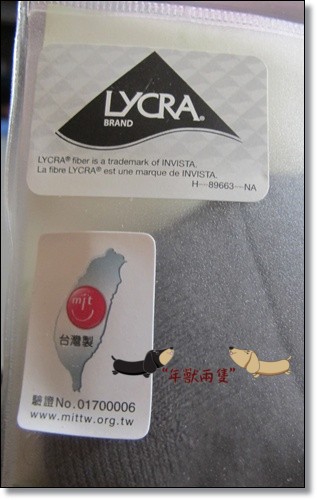 LYCRA®
BRAND
LYCRA® fiber is a trademark of INVISTA.
La fibre LYCRA® est une marque de INVISTA.
H—89663—NA
mit
台灣製
"年獸兩隻"
驗證No.01700006
www.mittw.org.tw